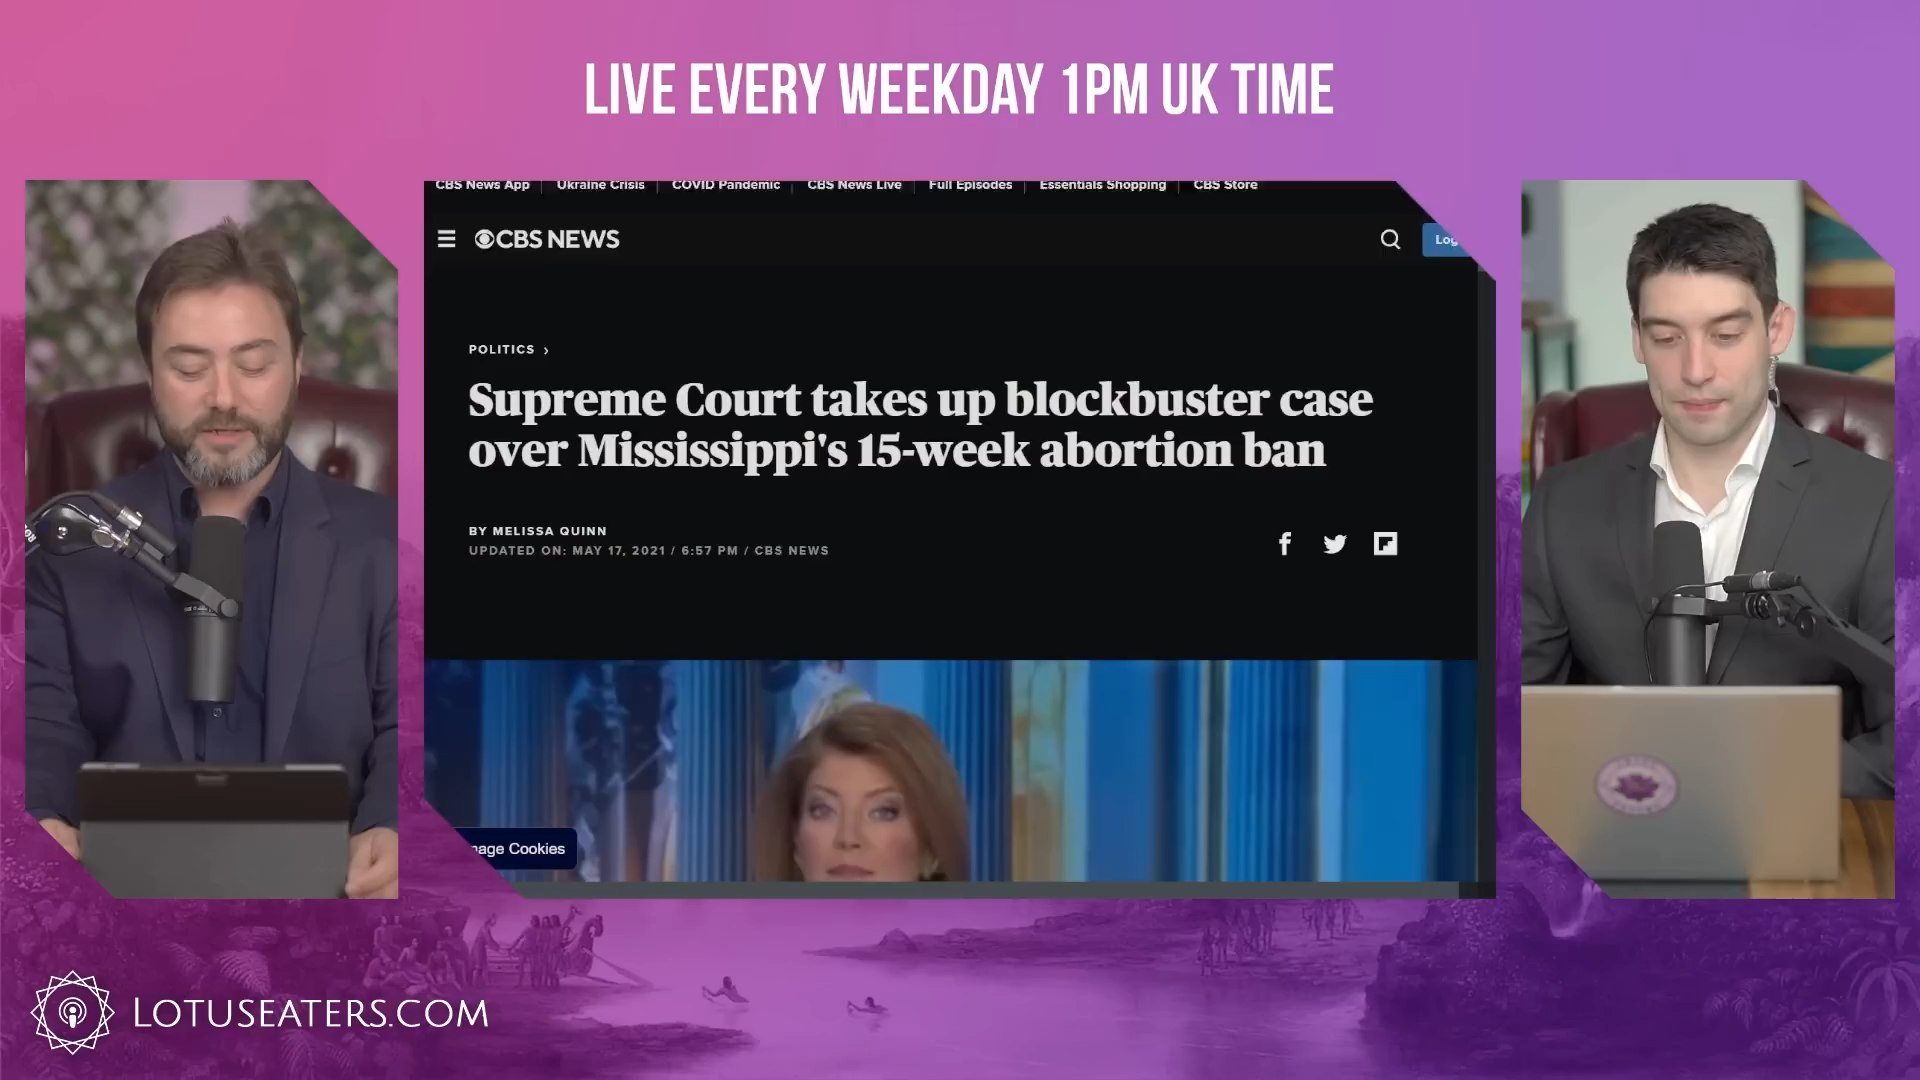 LIVE EVERY WEEKDAY 1PM UK TIME
CBS News App Ukraine Crisis COVID Pandemic CBS News Live Full Episodes Essentials Shopping CBS Store
CBS NEWS
POLITICS
Supreme Court takes up blockbuster case
over Mississippi's 15-week abortion ban
BY MELISSA QUINN
UPDATED ON: MAY 17, 2021 / 6:57 PM / CBS NEWS
Cookies
LOTUSEATERS.COM